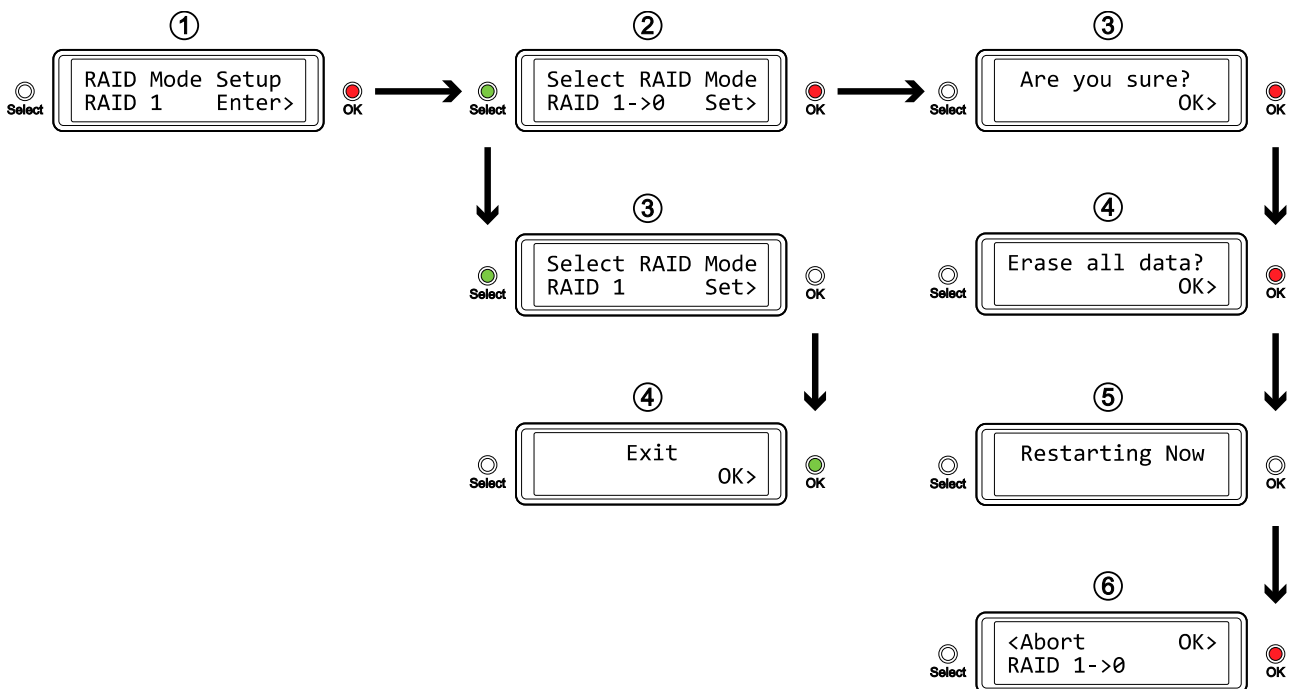 ①
RAID Mode Setup
RAID 1 Enter>
Select
OK
②
Select RAID Mode
RAID 1->0 Set>
Select
OK
③
Are you sure?
OK>
Select
OK
③
Select RAID Mode
RAID 1 Set>
Select
OK
④
Erase all data?
OK>
Select
OK
④
Exit
OK>
Select
OK
⑤
Restarting Now
Select
OK
⑥
<Abort OK>
RAID 1->0
Select
OK